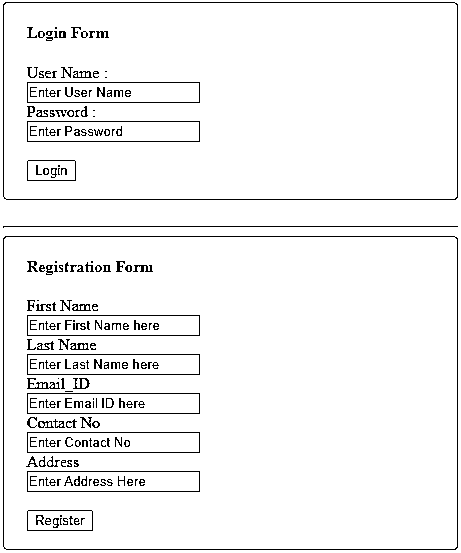 Login Form
User Name :
Enter User Name
Password :
Enter Password
Login
Registration Form
First Name
Enter First Name here
Last Name
Enter Last Name here
Email_ID
Enter Email ID here
Contact No
Enter Contact No
Address
Enter Address Here
Register